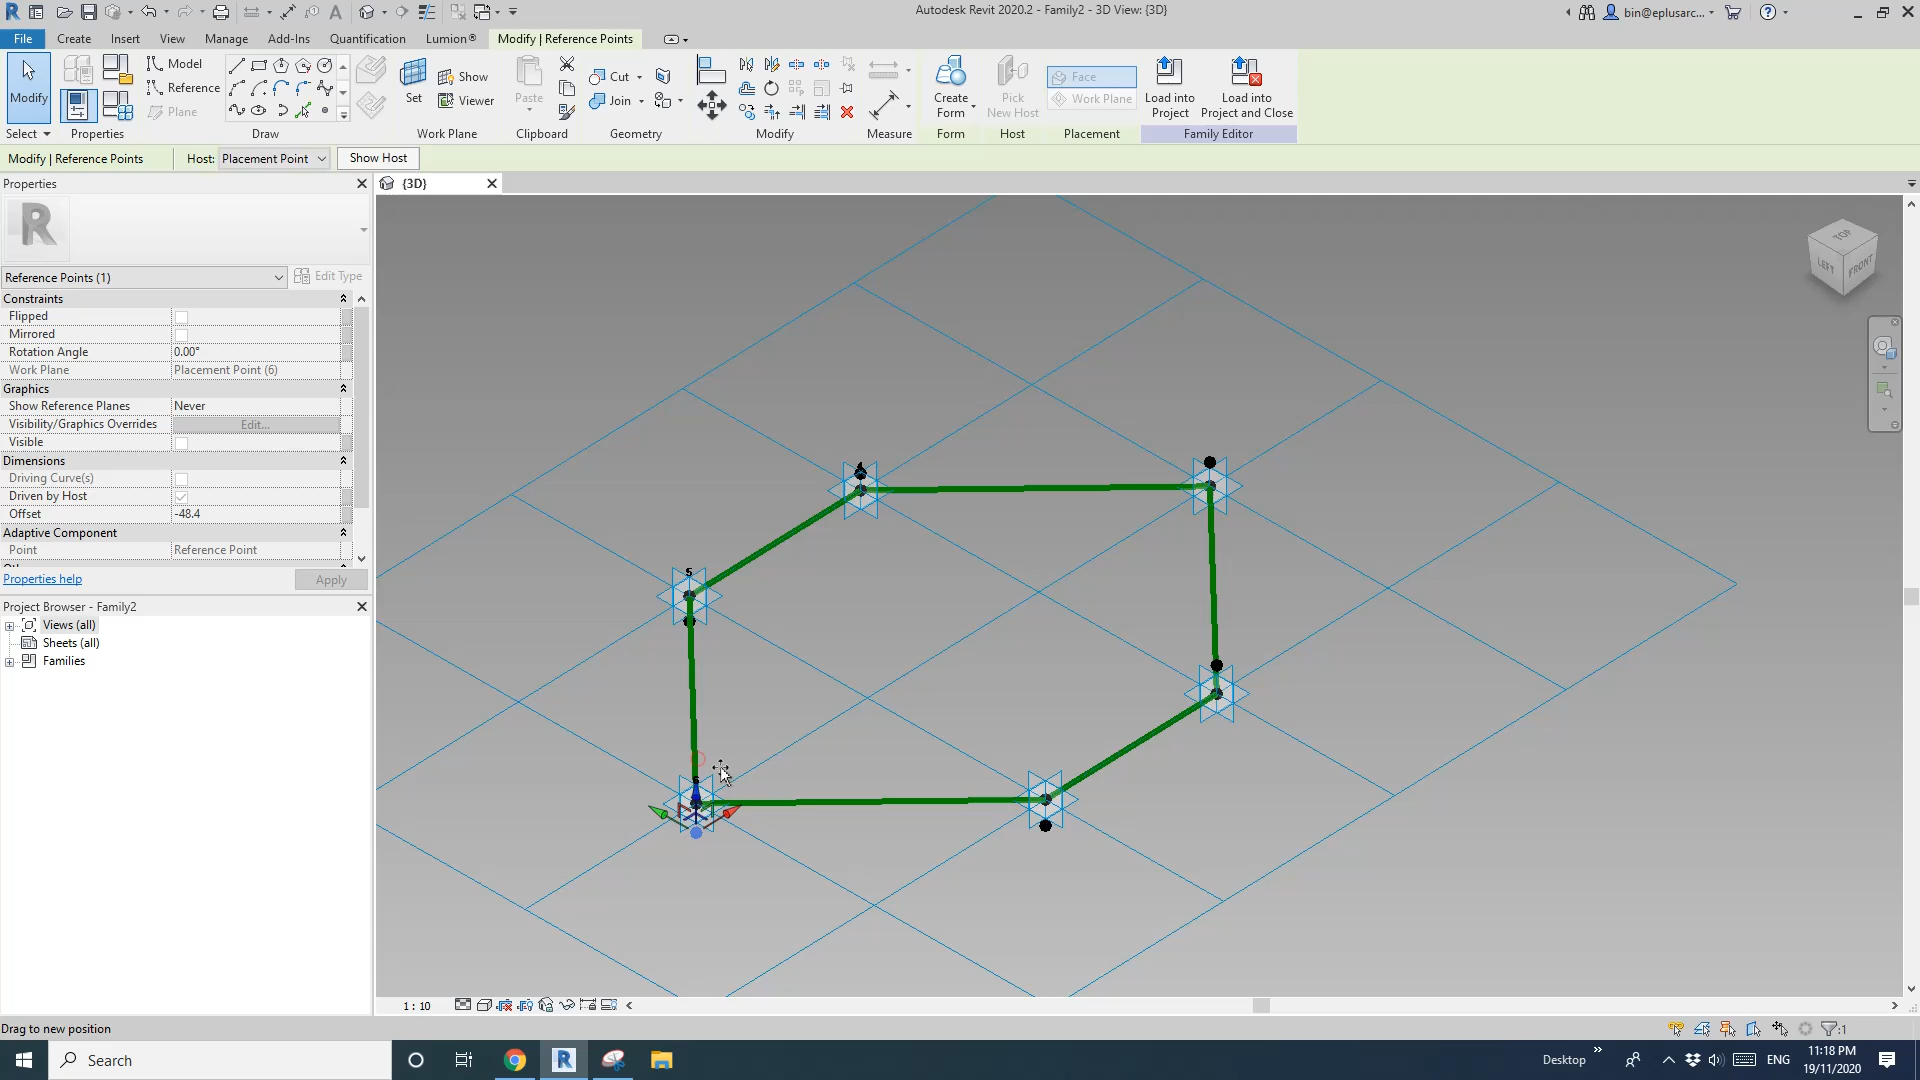 Autodesk Revit 2020.2 - Family2 - 3D View: {3D}
bin@eplusarc...
File
Create
Insert
View
Manage
Add-Ins
Quantification
Lumion®
Modify | Reference Points
Modify
Model
Reference
Plane
Set
Show
Viewer
Paste
Cut
Join
Create
Form
Pick
New Host
Face
Work Plane
Load into
Project
Load into
Project and Close
Select
Properties
Draw
Work Plane
Clipboard
Geometry
Modify
Measure
Form
Host
Placement
Family Editor
Modify | Reference Points
Host:
Placement Point
Show Host
Properties
{3D}
R
Reference Points (1)
Edit Type
Constraints
Flipped
Mirrored
Rotation Angle
0.00°
Work Plane
Placement Point (6)
Graphics
Show Reference Planes
Never
Visibility/Graphics Overrides
Edit...
Visible
Dimensions
Driving Curve(s)
Driven by Host
Offset
-48.4
Adaptive Component
Point
Reference Point
Properties help
Apply
Project Browser - Family2
Views (all)
Sheets (all)
Families
TOP
LEFT
FRONT
4
5
1 : 10
Drag to new position
:1
Search
Desktop
ENG
11:18 PM
19/11/2020